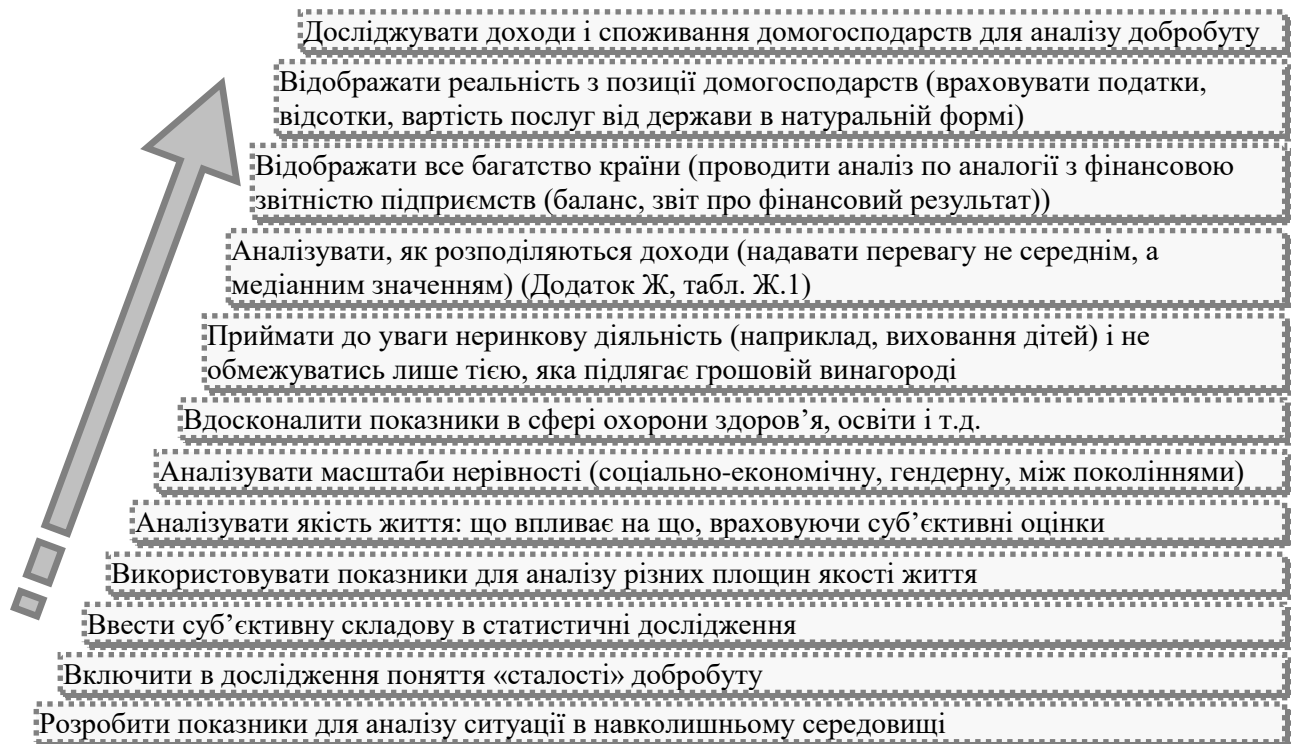 Досліджувати доходи і споживання домогосподарств для аналізу добробуту
Відображати реальність з позиції домогосподарств (враховувати податки,
відсотки, вартість послуг від держави в натуральній формі)
Відображати все багатство країни (проводити аналіз по аналогії з фінансовою
звітністю підприємств (баланс, звіт про фінансовий результат))
Аналізувати, як розподіляються доходи (надавати перевагу не середнім, а
медіанним значенням) (Додаток Ж, табл. Ж.1)
Приймати до уваги неринкову діяльність (наприклад, виховання дітей) і не
обмежуватись лише тією, яка підлягає грошовій винагороді
Вдосконалити показники в сфері охорони здоров’я, освіти і т.д.
Аналізувати масштаби нерівності (соціально-економічну, гендерну, між поколіннями)
Аналізувати якість життя: що впливає на що, враховуючи суб’єктивні оцінки
Використовувати показники для аналізу різних площин якості життя
Ввести суб’єктивну складову в статистичні дослідження
Включити в дослідження поняття «сталості» добробуту
Розробити показники для аналізу ситуації в навколишньому середовищі